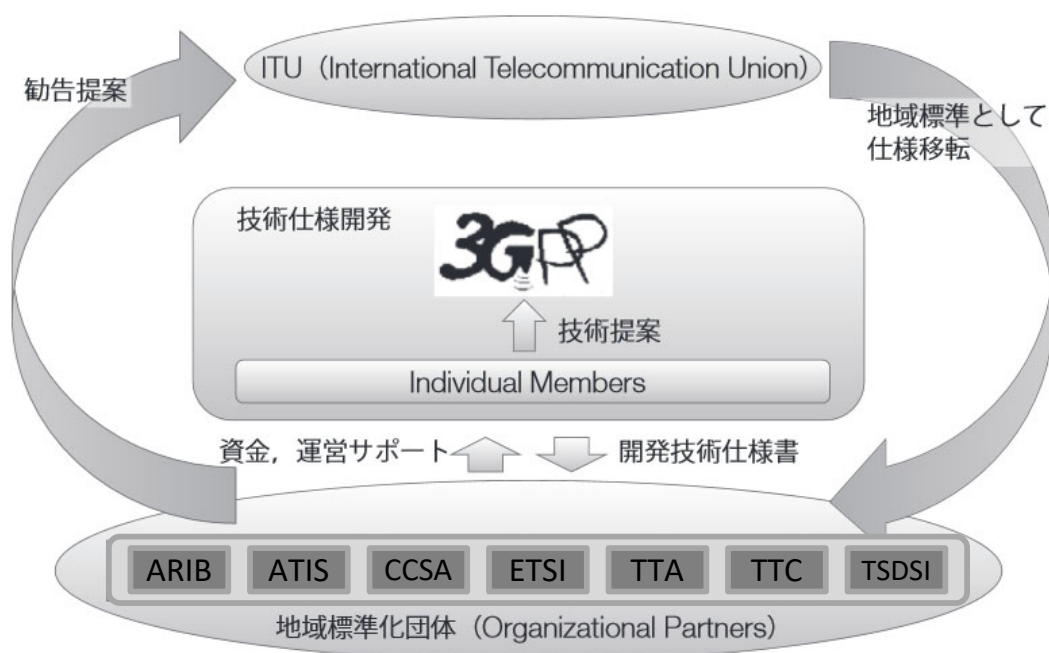 ITU（International Telecommunication Union）
勧告提案
地域標準として
仕様移転
技術仕様開発
3GPP
技術提案
Individual Members
資金，運営サポート
開発技術仕様書
ARIB
ATIS
CCSA
ETSI
TTA
TTC
TSDSI
地域標準化団体（Organizational Partners）